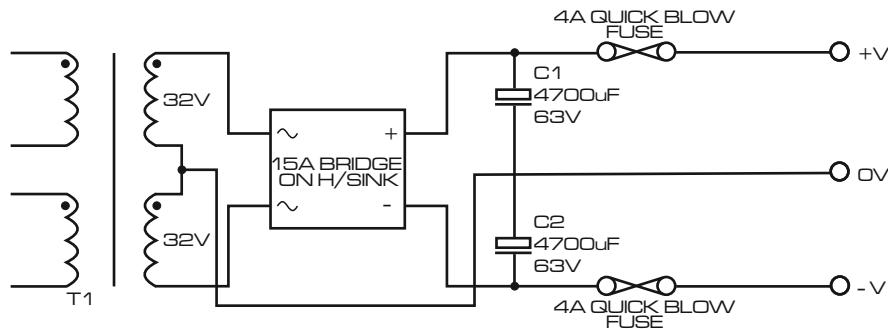 4A QUICK BLOW
FUSE
+V
C1
4700uF
63V
32V
+
15A BRIDGE
ON H/SINK
-
0V
32V
C2
4700uF
63V
T1
-V
4A QUICK BLOW
FUSE